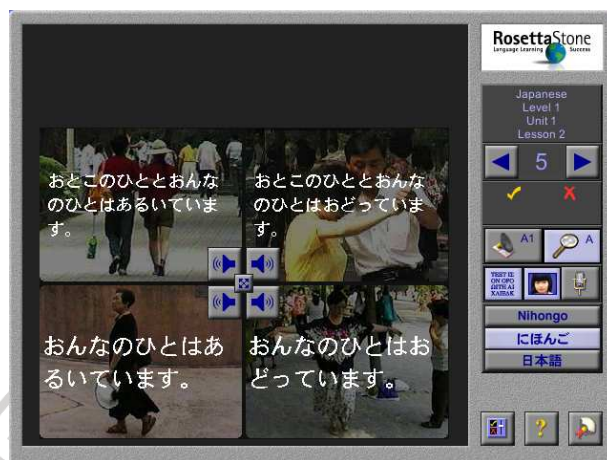 RosettaStone
Language Learning Success
Japanese
Level 1
Unit 1
Lesson 2
5
おとこのひととおんな
のひとはあるいていま
す。
おとこのひととおんな
のひとはおどっていま
す。
おんなのひとはあ
るいています。
おんなのひとはお
どっています。
A1
A
Nihongo
にほんご
日本語
?